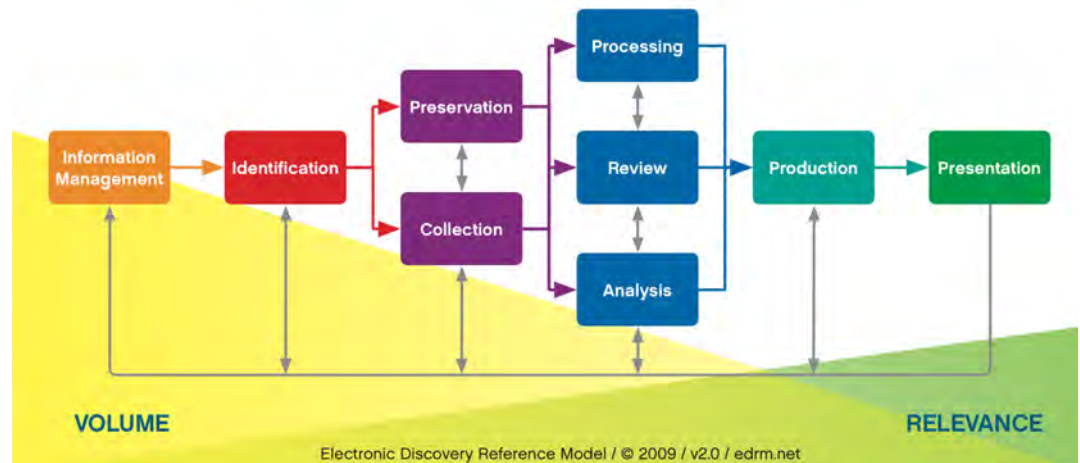 Processing
Preservation
Information
Management
Identification
Review
Production
Presentation
Collection
Analysis
VOLUME
RELEVANCE
Electronic Discovery Reference Model / © 2009 / v2.0 / edrm.net